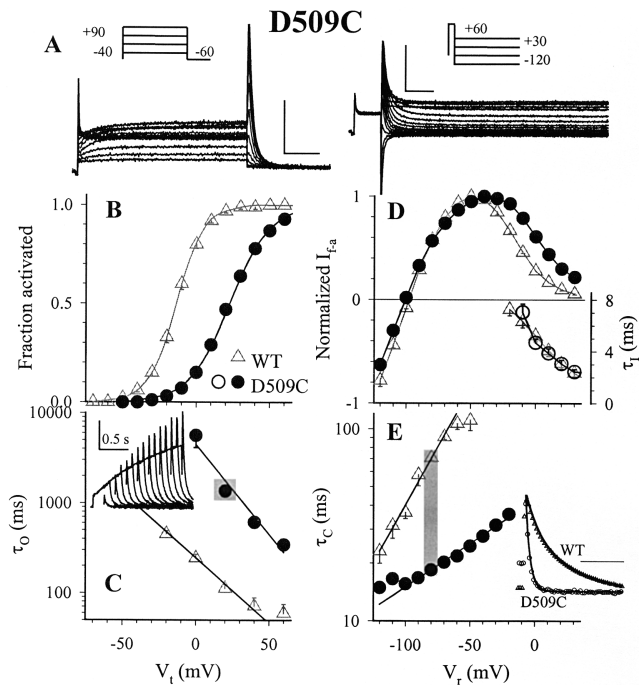 D509C
A
+90
-40
-60
+60
+30
-120
B
Fraction activated
1.0
0.5
0.0
WT
D509C
D
Normalized I_f-a
1
0
-1
8
4
0
τ_I (ms)
C
τ_O (ms)
10000
1000
100
0.5 s
-50
0
50
V_t (mV)
E
τ_C (ms)
100
10
WT
D509C
-100
-50
0
V_r (mV)